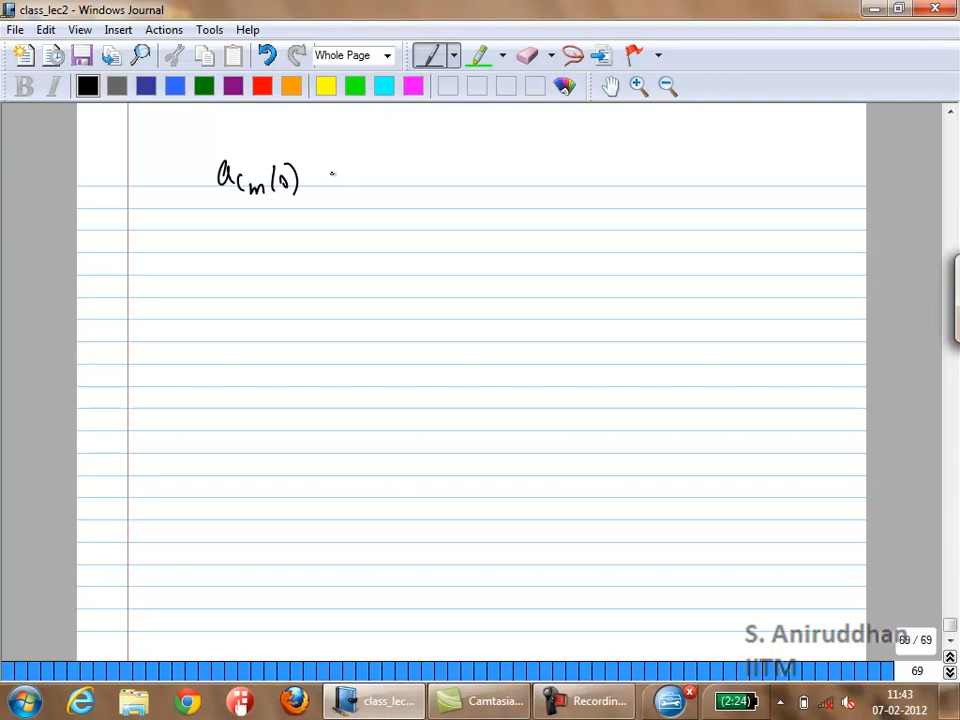 class_lec2 - Windows Journal
File Edit View Insert Actions Tools Help
Whole Page
B I
a_cm(s)
S. Aniruddhan
IITM
69 / 69
69
class_lec...
Camtasia...
Recordin...
(2:24)
11:43
07-02-2012